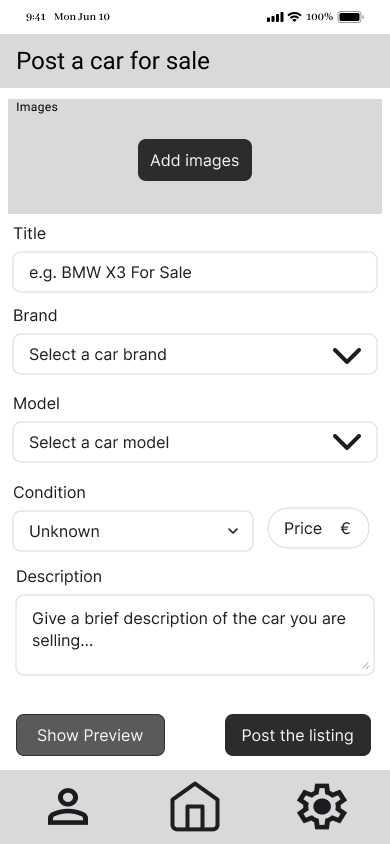 9:41 Mon Jun 10 100%
Post a car for sale
Images
Add images
Title
e.g. BMW X3 For Sale
Brand
Select a car brand
Model
Select a car model
Condition
Unknown
Price €
Description
Give a brief description of the car you are
selling...
Show Preview
Post the listing